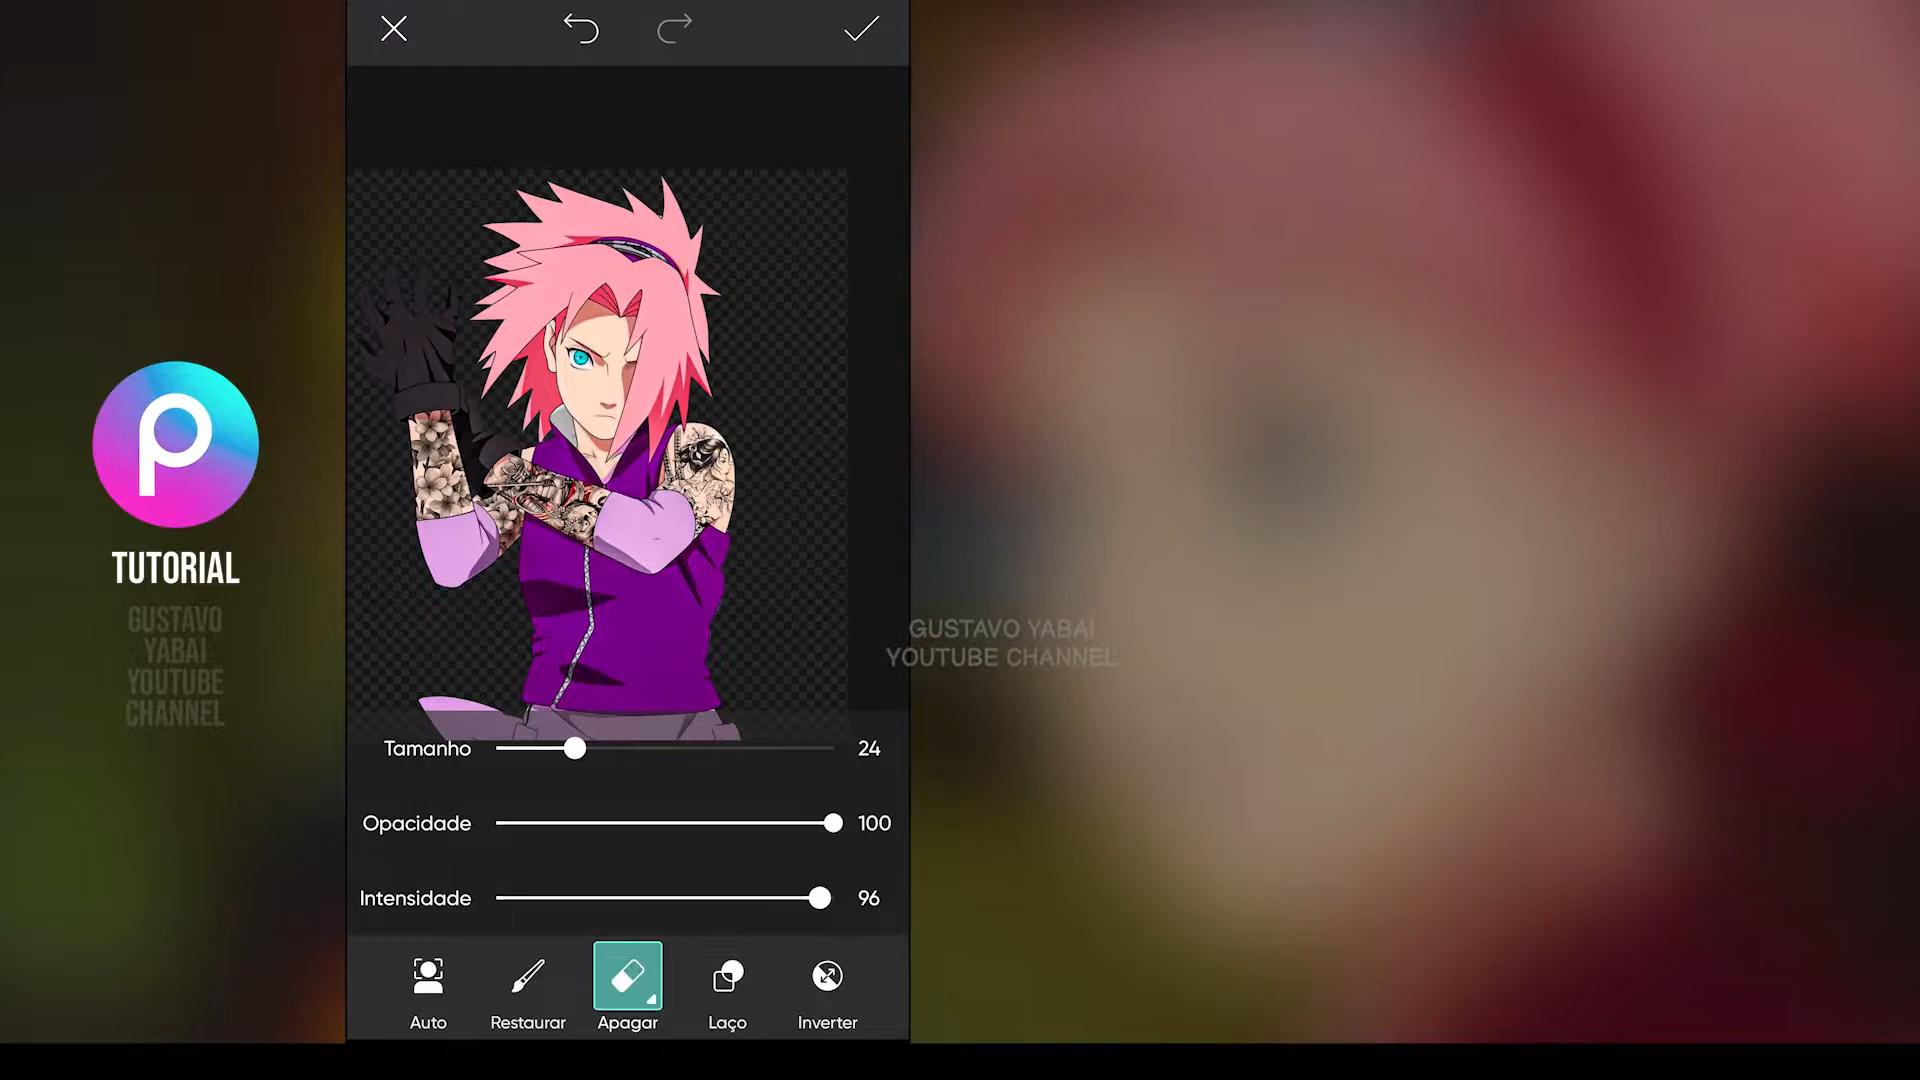 TUTORIAL
GUSTAVO
YABAI
YOUTUBE
CHANNEL
GUSTAVO YABAI
YOUTUBE CHANNEL
Tamanho 24
Opacidade 100
Intensidade 96
Auto Restaurar Apagar Laço Inverter